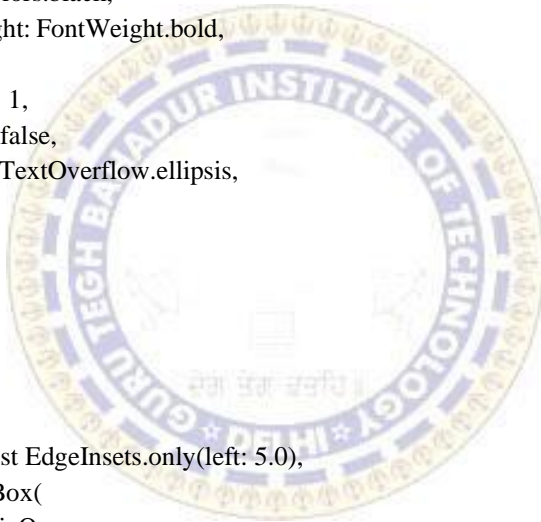 ght: FontWeight.bold,
1,
false,
TextOverflow.ellipsis,
GURU TEGH BAHADUR INSTITUTE OF TECHNOLOGY
ਦੇਗ ਤੇਗ ਫਤਹਿ ॥
☆ DELHI ☆
st EdgeInsets.only(left: 5.0),
Box(